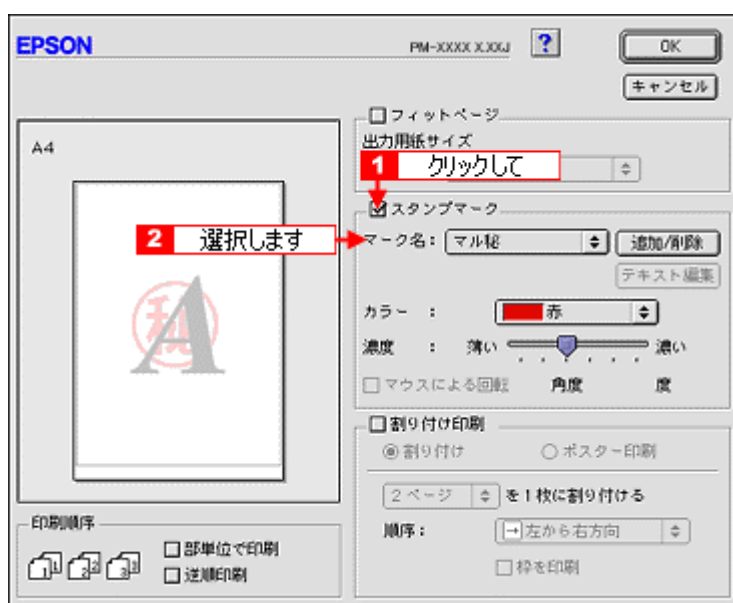 EPSON
PM-XXXX X.XXJ
?
OK
キャンセル
A4
秘
A
フィットページ
出力用紙サイズ
1 クリックして
スタンプマーク
2 選択します
マーク名： マル秘
追加/削除
テキスト編集
カラー ： 赤
濃度 ： 薄い 濃い
マウスによる回転 角度 度
割り付け印刷
割り付け ポスター印刷
2 ページ を1枚に割り付ける
順序： 左から右方向
枠を印刷
印刷順序
1 1 2 2 3 3
部単位で印刷
逆順印刷